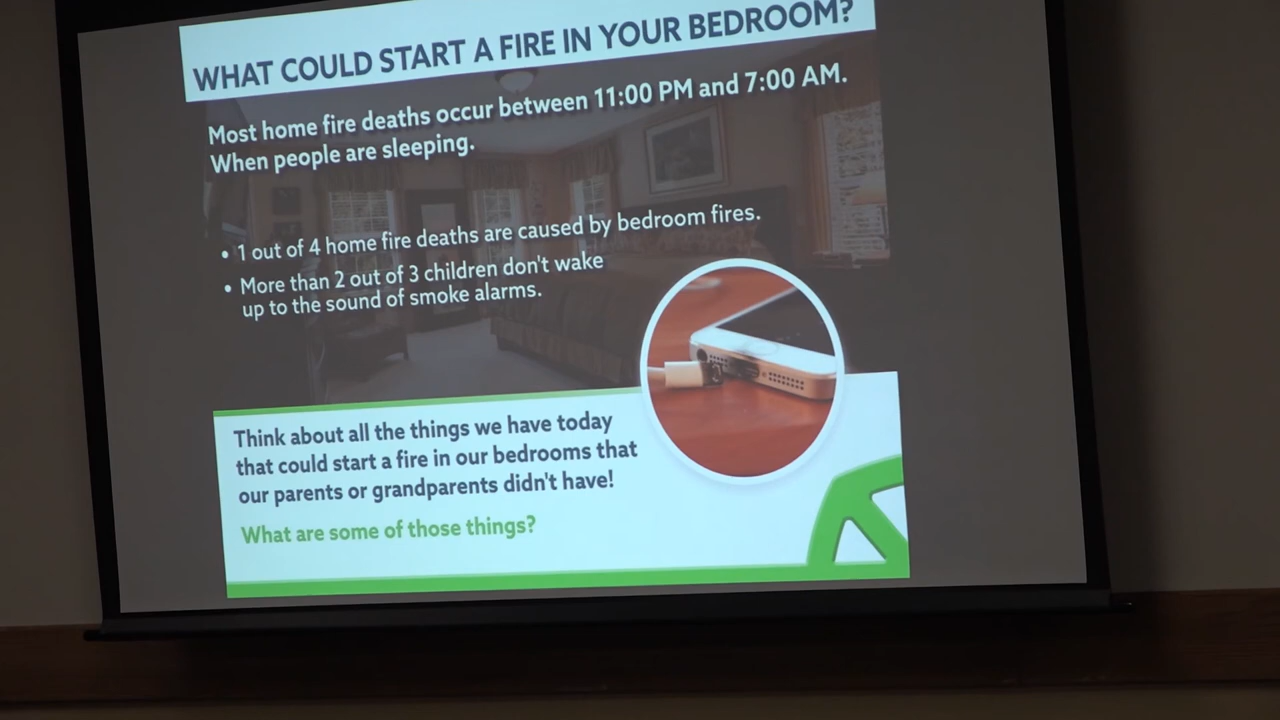 WHAT COULD START A FIRE IN YOUR BEDROOM?
Most home fire deaths occur between 11:00 PM and 7:00 AM.
When people are sleeping.
• 1 out of 4 home fire deaths are caused by bedroom fires.
• More than 2 out of 3 children don't wake
up to the sound of smoke alarms.
Think about all the things we have today
that could start a fire in our bedrooms that
our parents or grandparents didn't have!
What are some of those things?